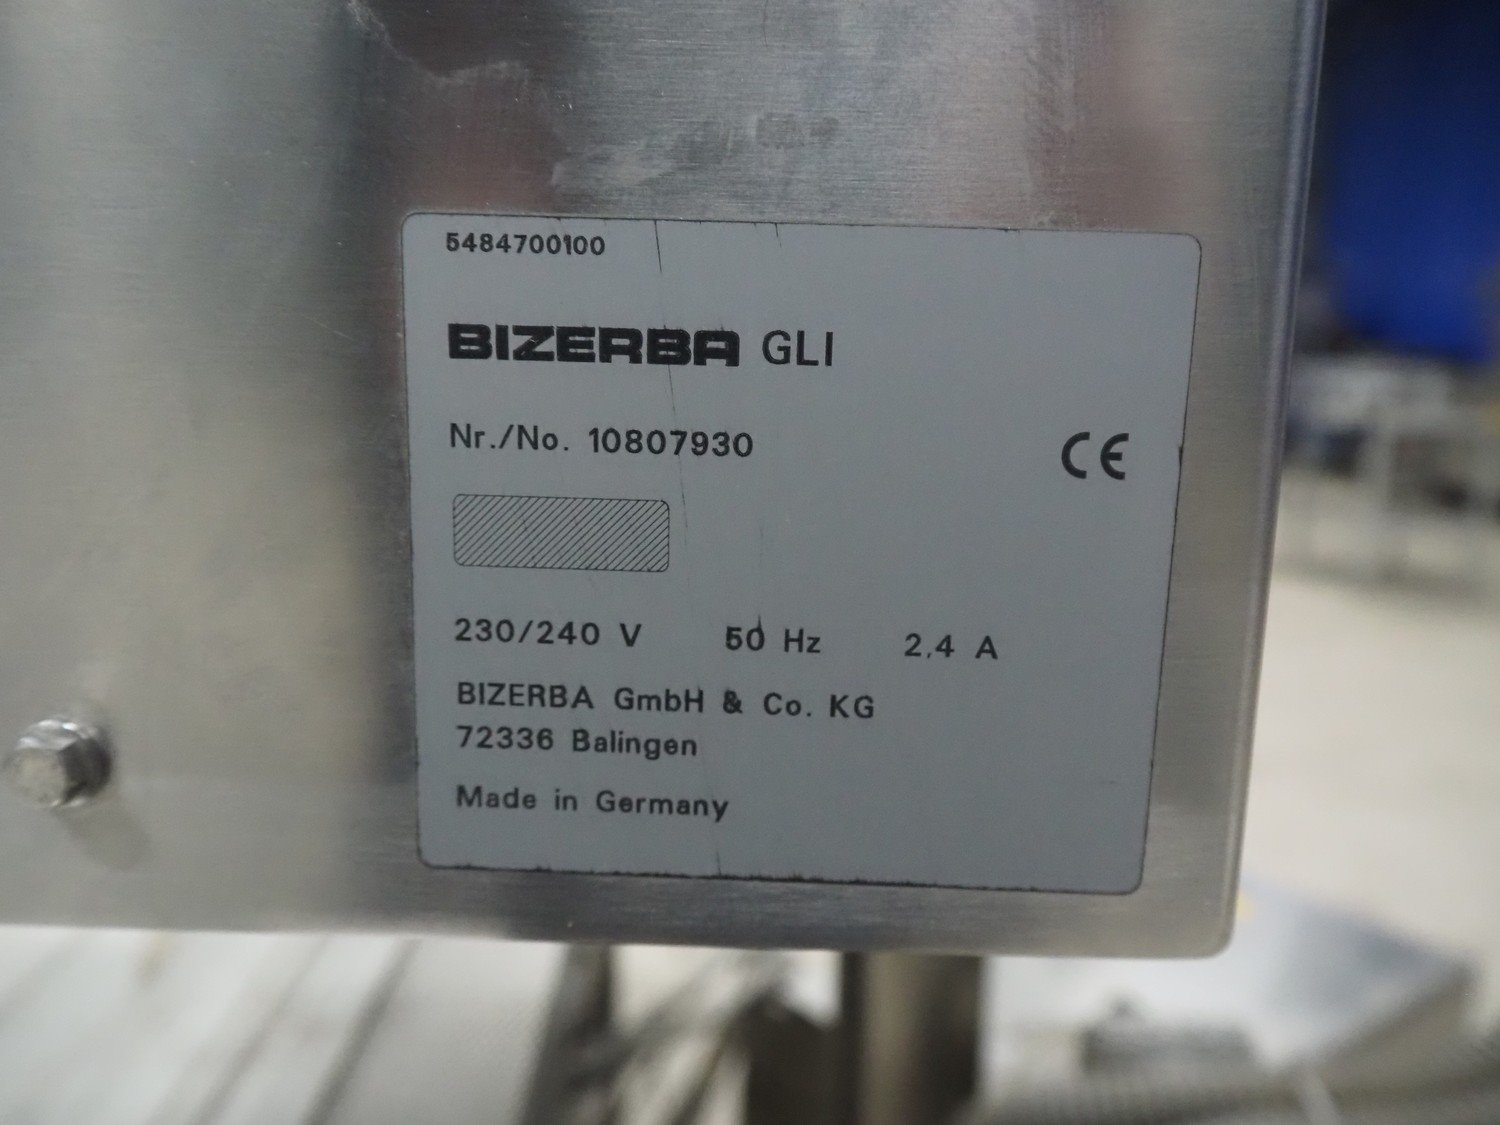 5484700100
BIZERBA GLI
Nr./No. 10807930
CE
230/240 V 50 Hz 2,4 A
BIZERBA GmbH & Co. KG
72336 Balingen
Made in Germany